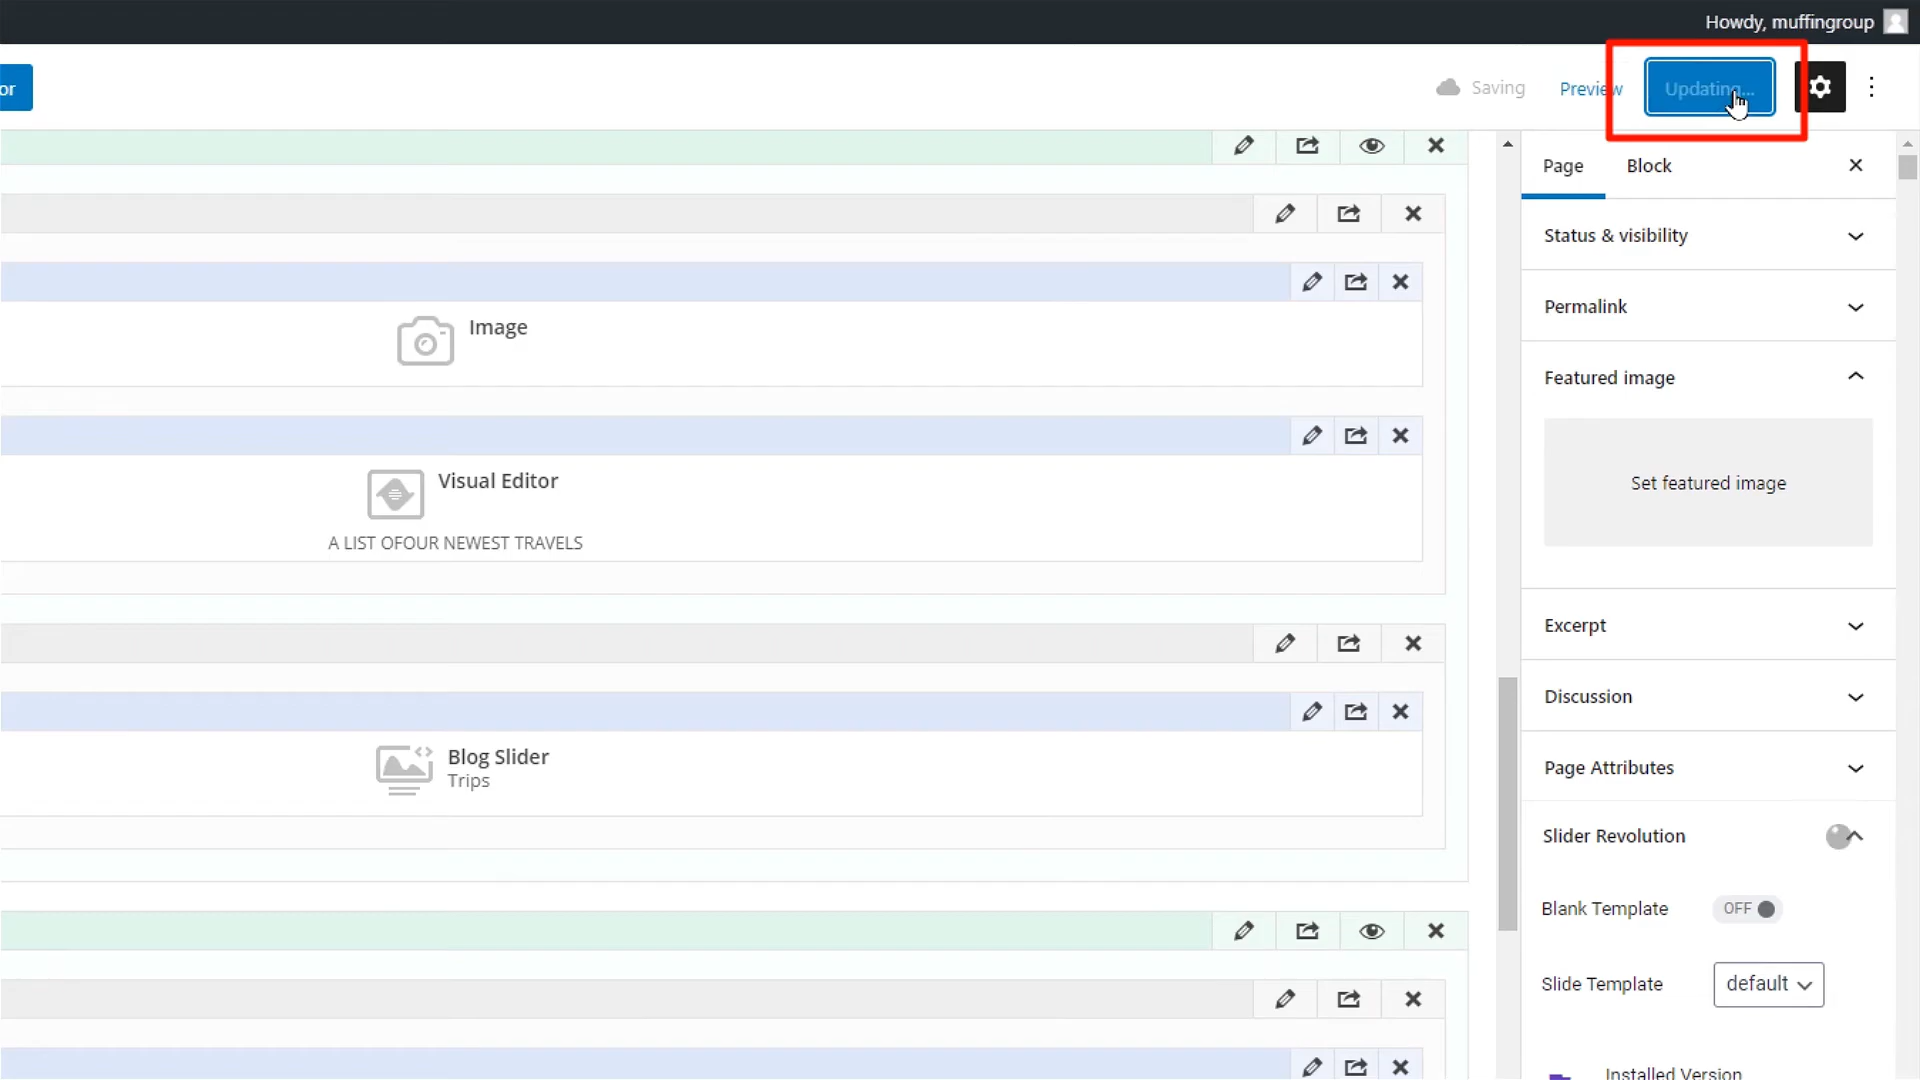 Howdy, muffingroup
or
Saving
Preview
Updating...
Page
Block
Status & visibility
Permalink
Image
Featured image
Set featured image
Visual Editor
A LIST OFOUR NEWEST TRAVELS
Excerpt
Discussion
Blog Slider
Trips
Page Attributes
Slider Revolution
Blank Template
OFF
Slide Template
default
Installed Version